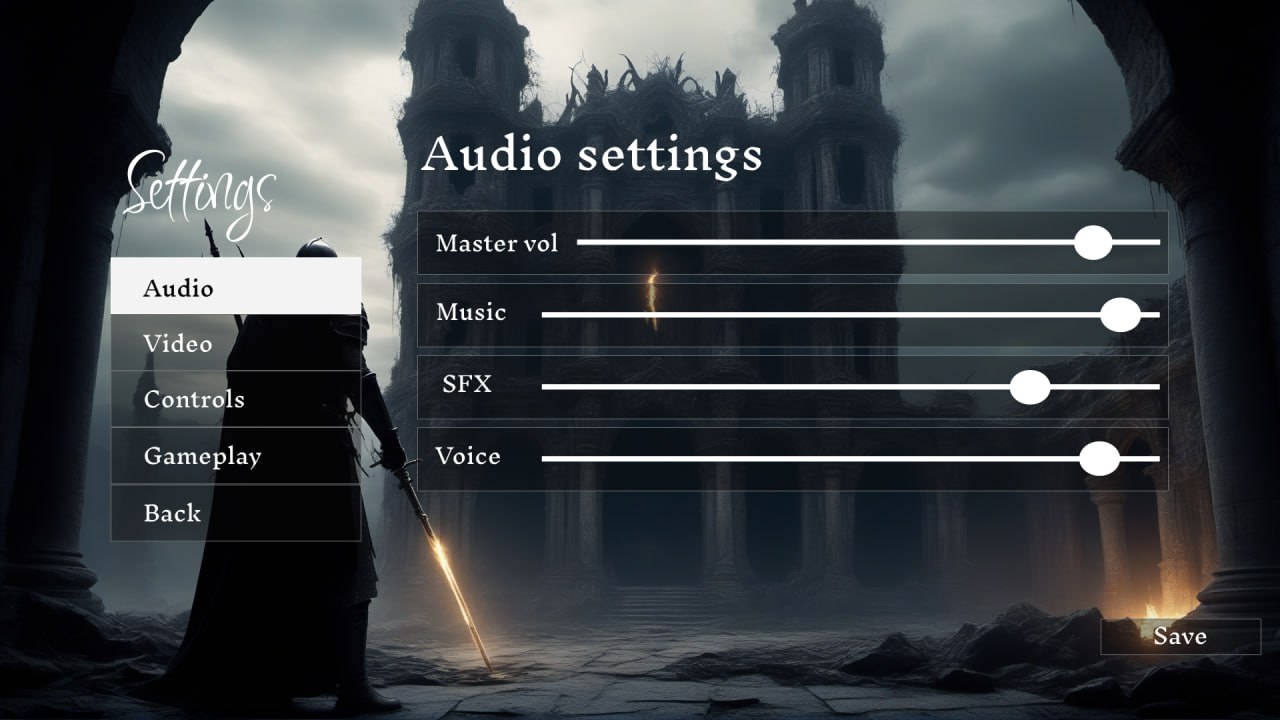 Settings
Audio
Video
Controls
Gameplay
Back
Audio settings
Master vol
Music
SFX
Voice
Save